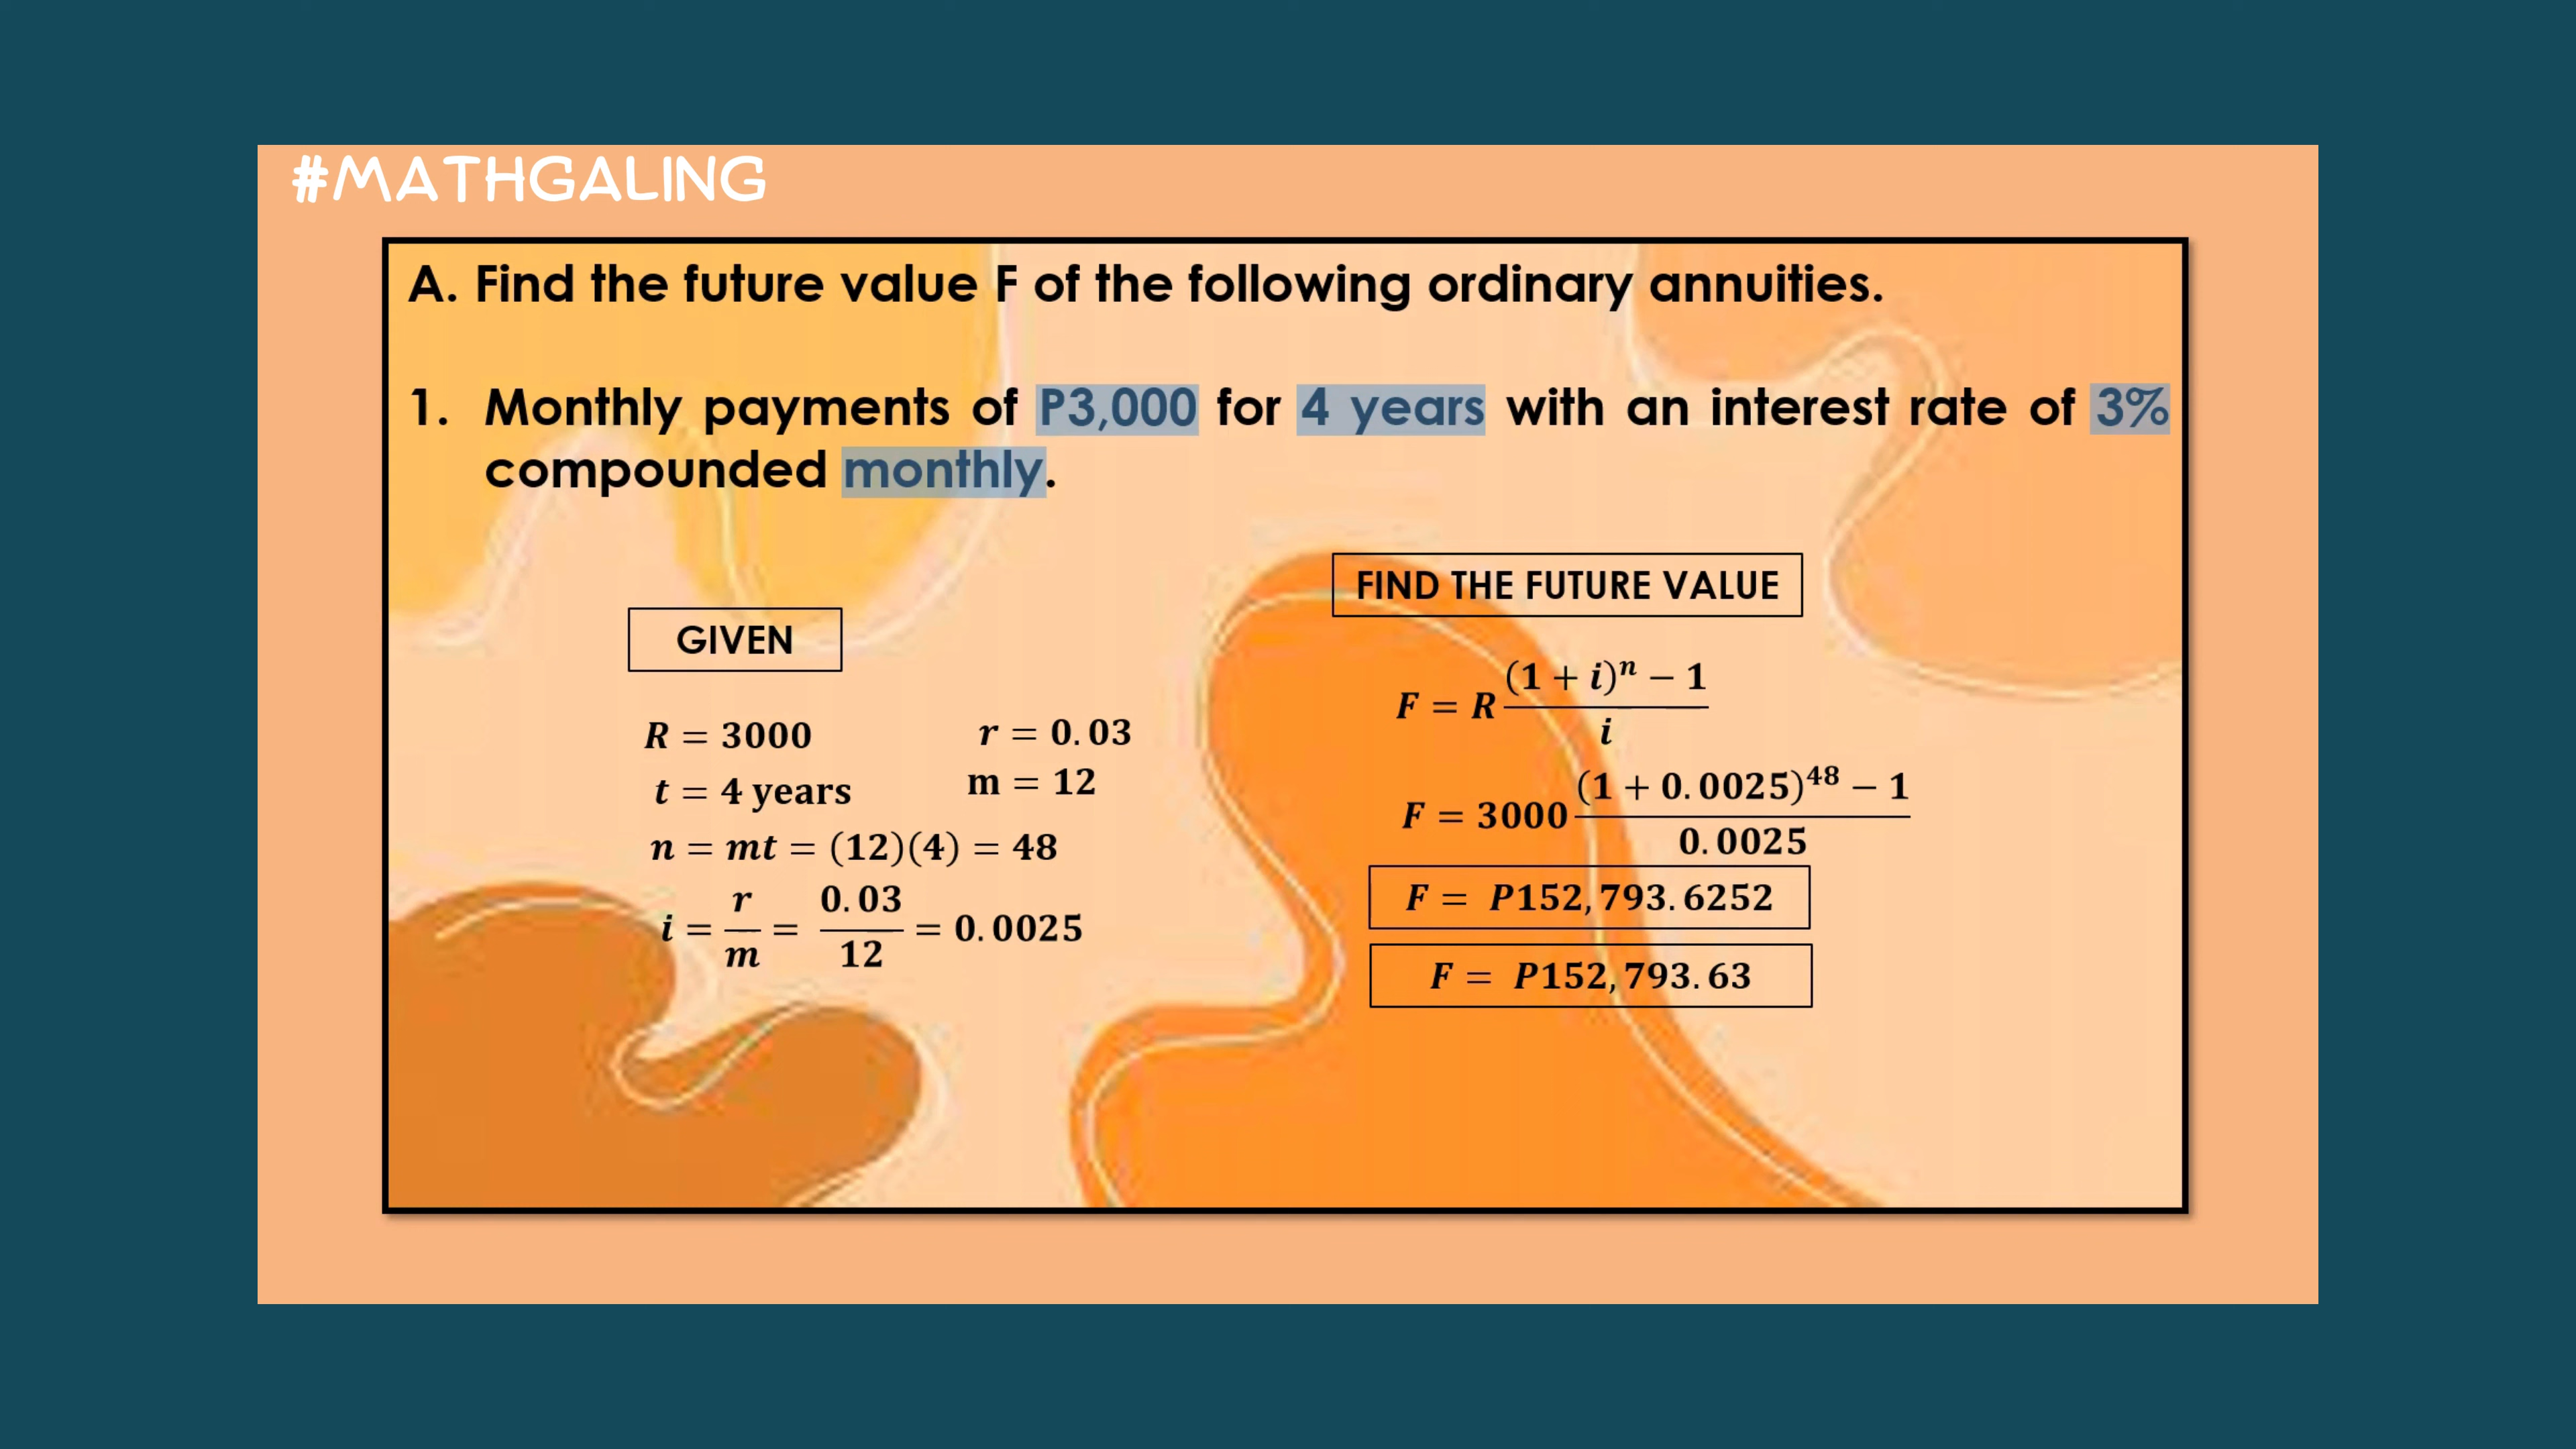 #MATHGALING
A. Find the future value F of the following ordinary annuities.
1. Monthly payments of P3,000 for 4 years with an interest rate of 3%
compounded monthly.
GIVEN
R = 3000
r = 0.03
t = 4 years
m = 12
n = mt = (12)(4) = 48
i = r/m = 0.03/12 = 0.0025
FIND THE FUTURE VALUE
F = R ((1 + i)^n − 1)/i
F = 3000 ((1 + 0.0025)^48 − 1)/0.0025
F = P152,793.6252
F = P152,793.63